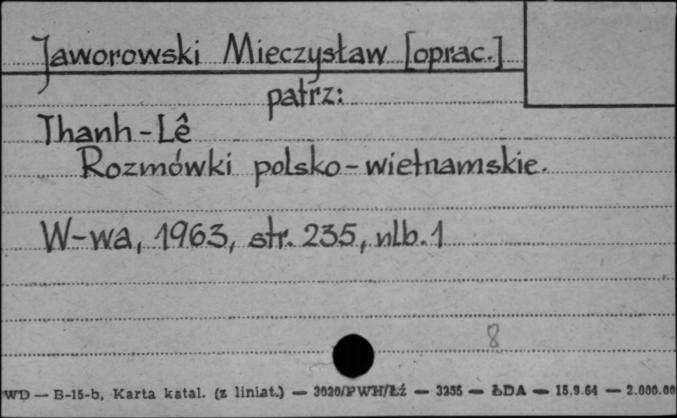 Jaworowski Mieczysław [oprac.]
patrz:
Thanh-Lê
Rozmówki polsko-wietnamskie.
W-wa, 1963, str. 235, nlb. 1
8
WD — B-15-b, Karta katal. (z liniat.) — 3020/PWH/Łź — 3255 — ŁDA — 15.9.64 — 2.000.00